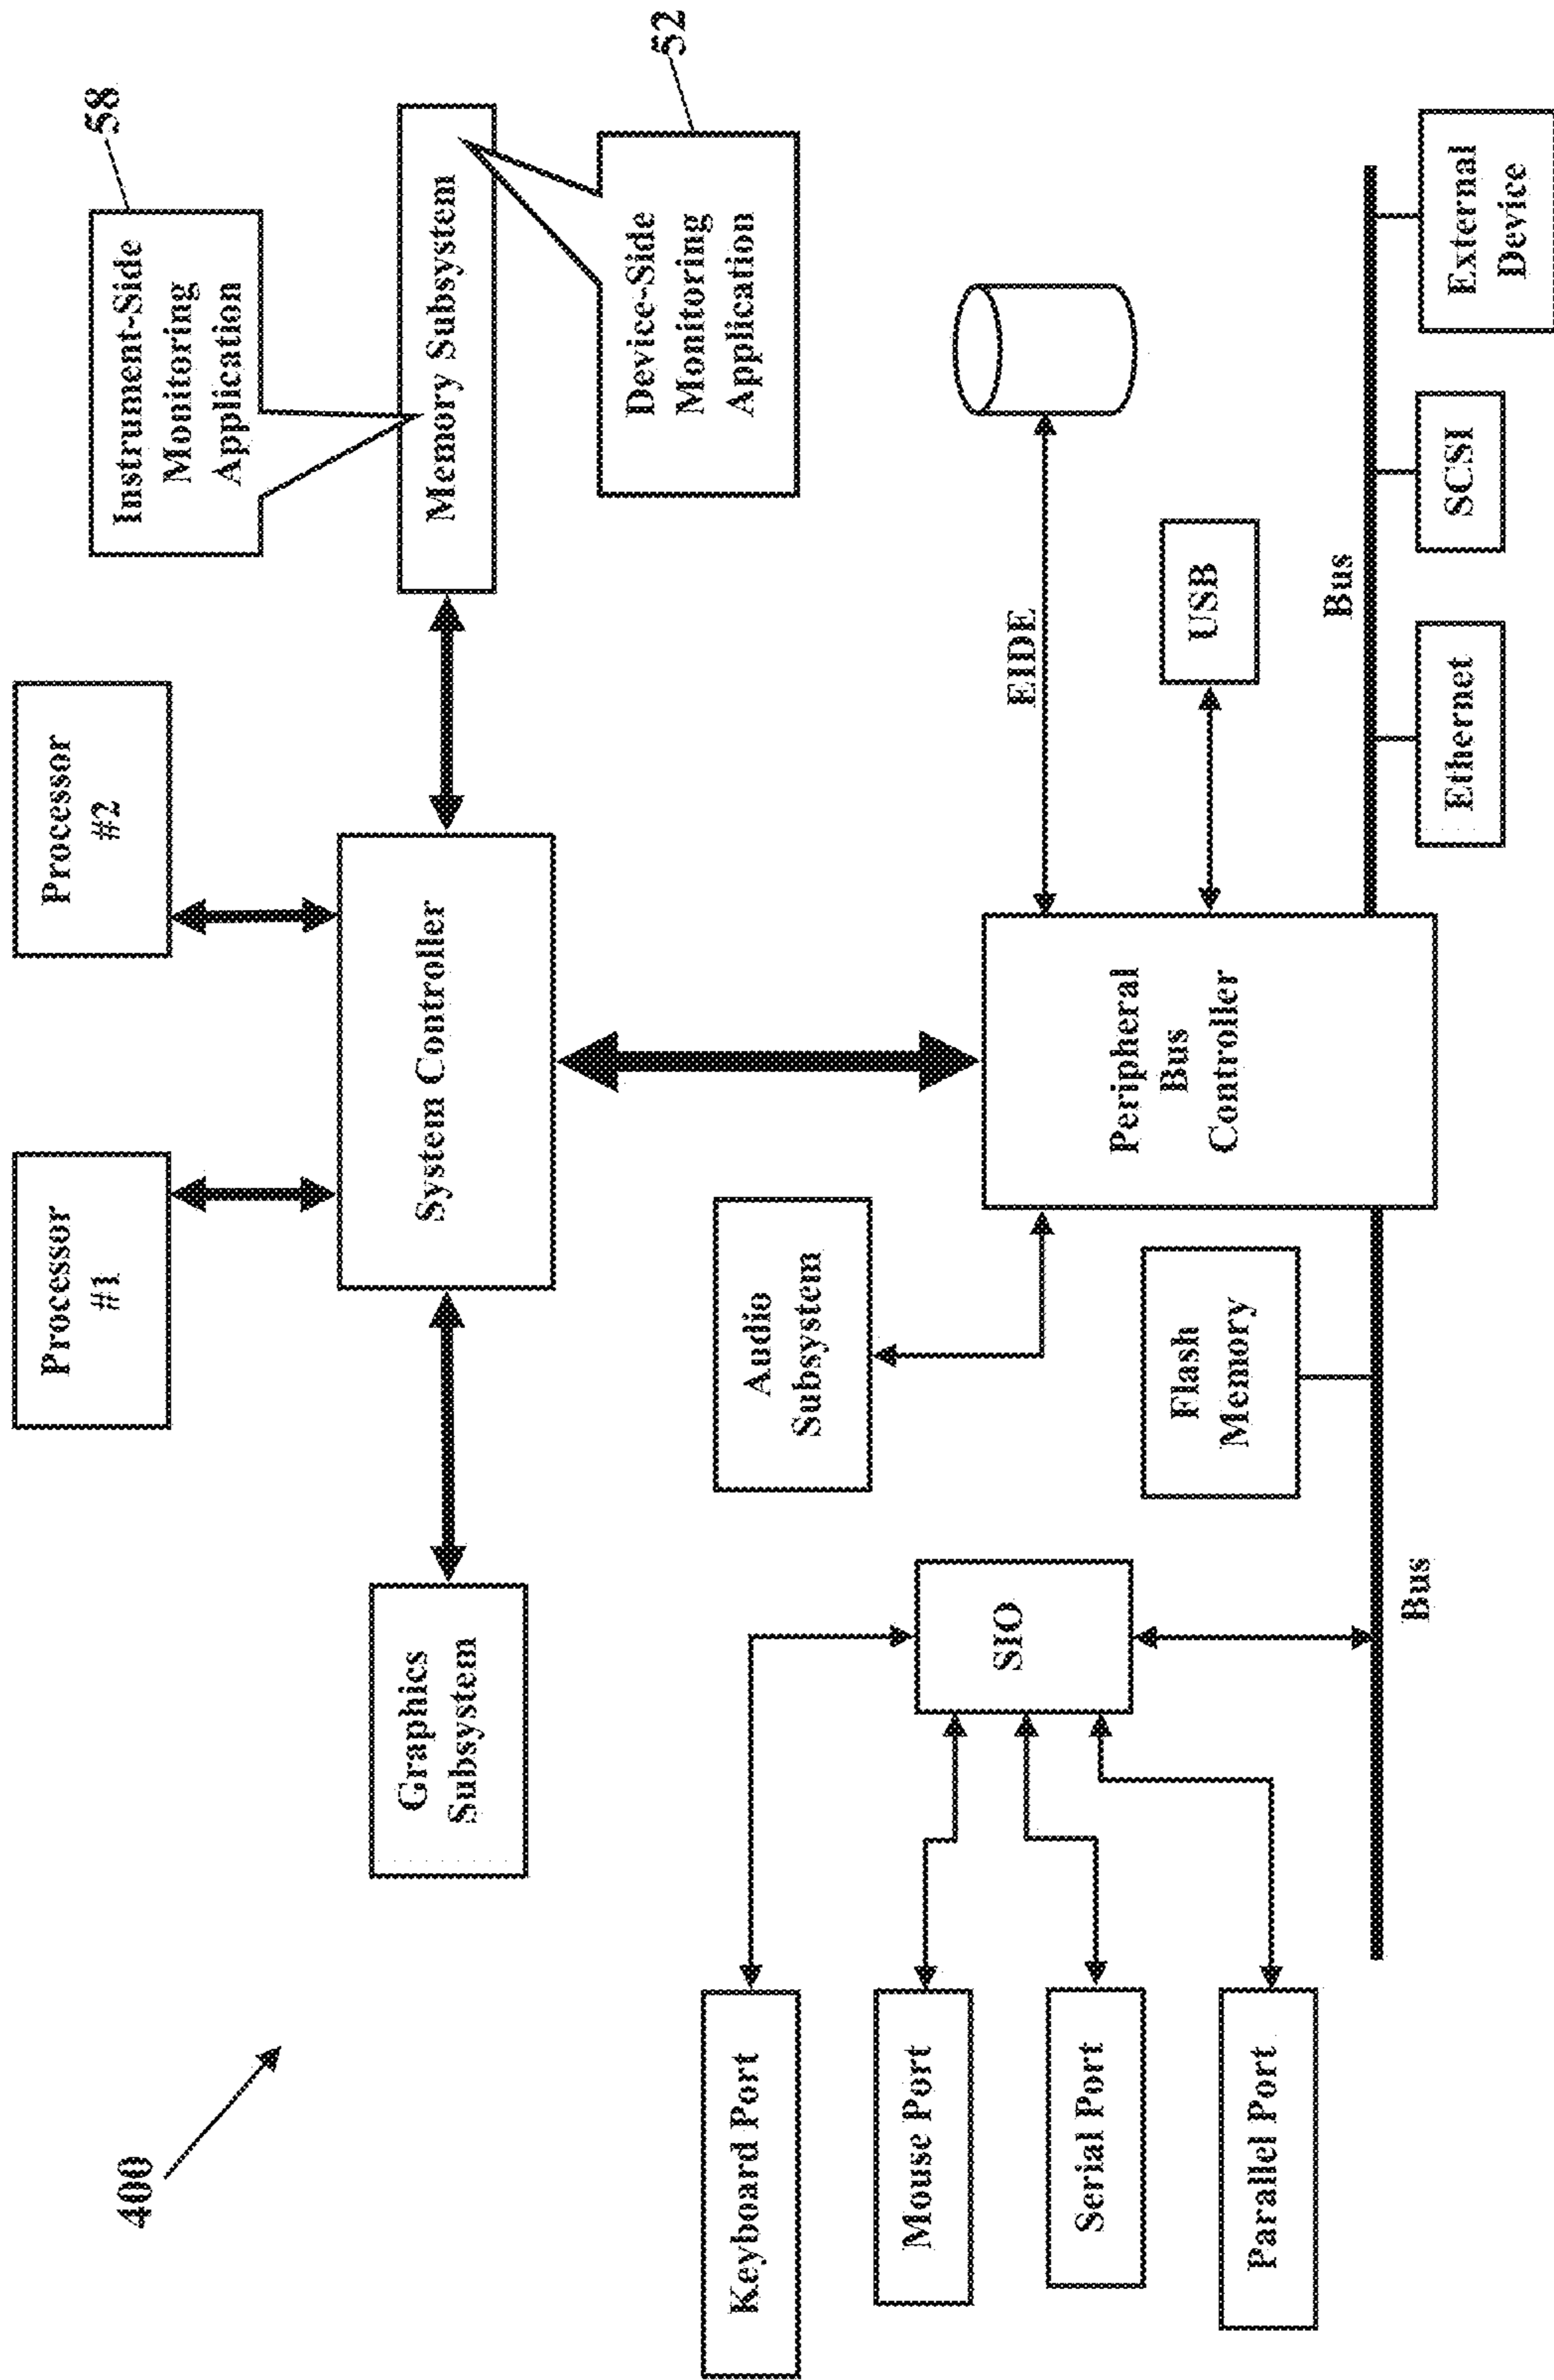 400
Processor
#1
Processor
#2
Instrument-Side
Monitoring
Application
58
Graphics
Subsystem
System Controller
Memory Subsystem
Device-Side
Monitoring
Application
52
Keyboard Port
Mouse Port
Serial Port
Parallel Port
SIO
Audio
Subsystem
Flash
Memory
Peripheral
Bus
Controller
EIDE
USB
Bus
Bus
Ethernet
SCSI
External
Device